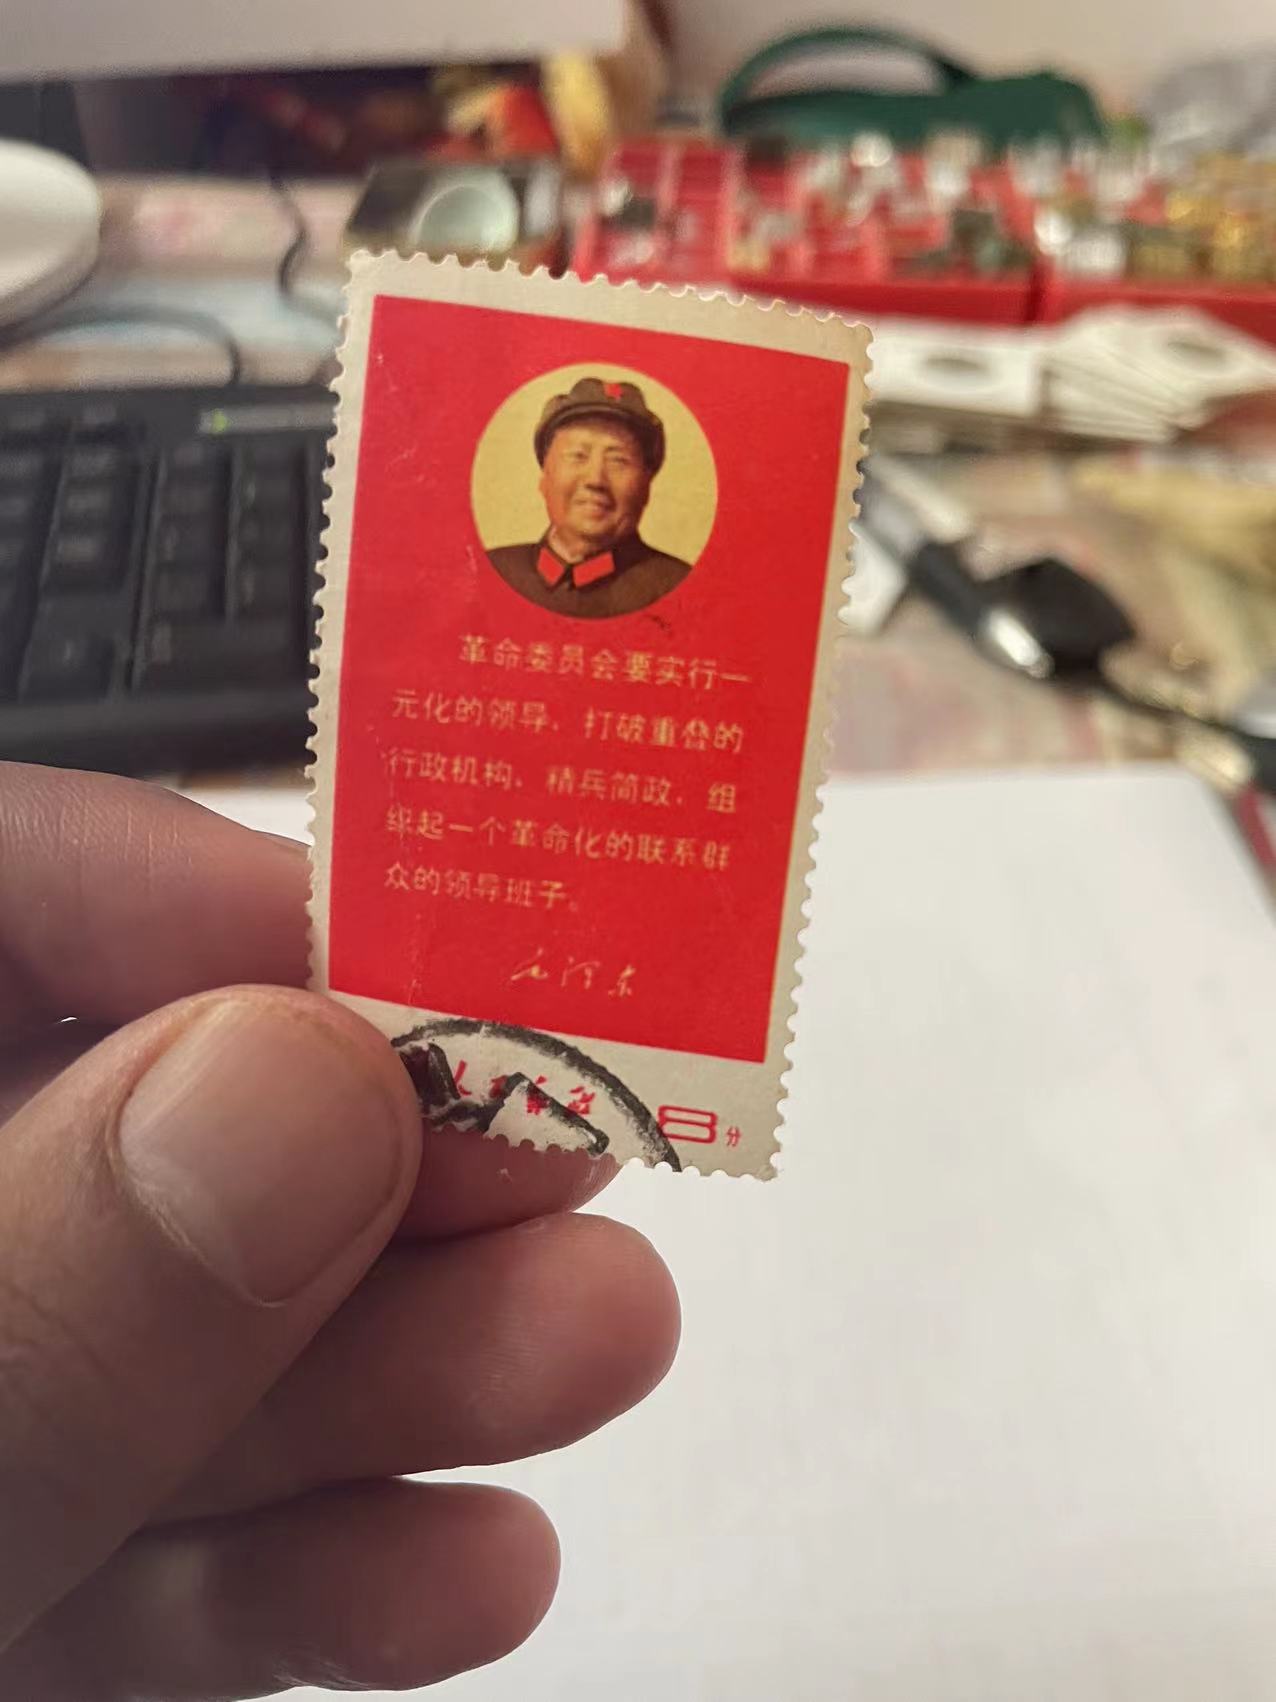 革命委员会要实行一
元化的领导，打破重叠的
行政机构，精兵简政，组
织起一个革命化的联系群
众的领导班子。
毛泽东
8分